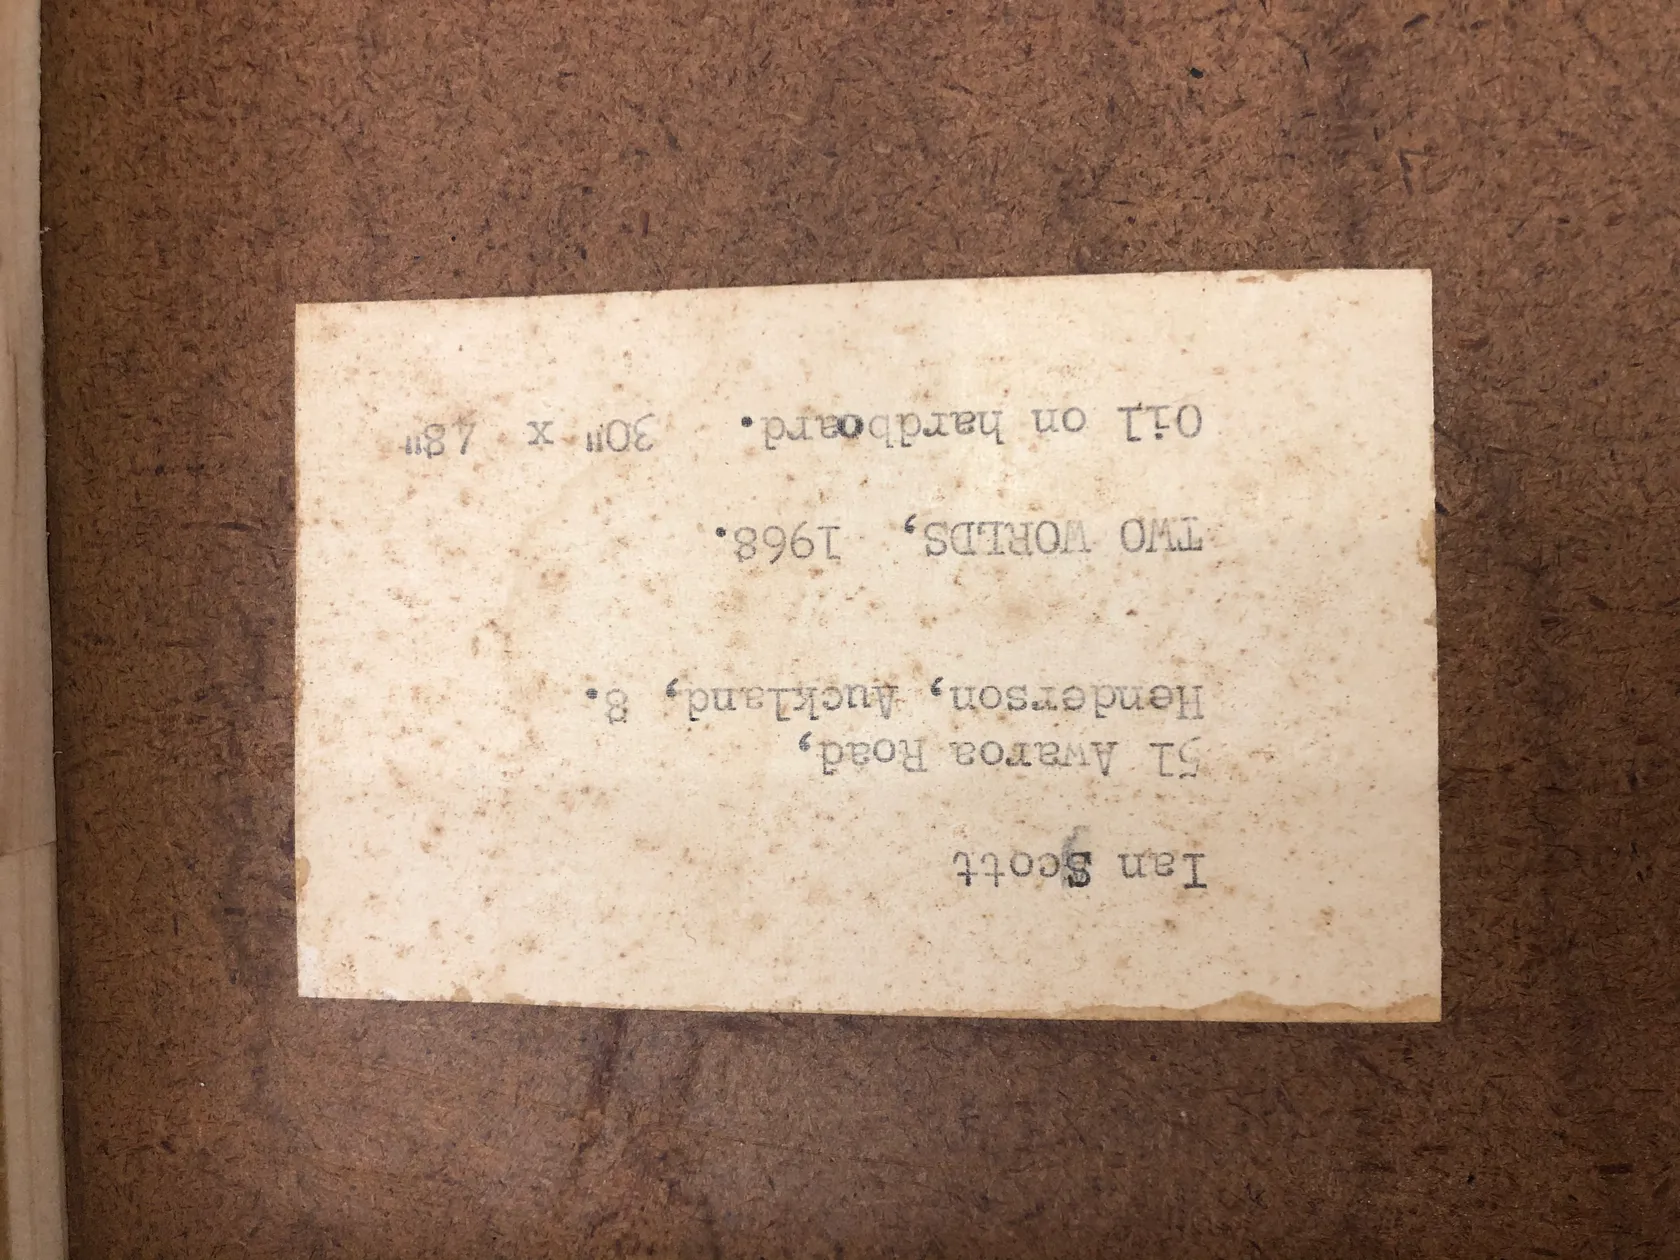 Ian Scott
51 Awaroa Road,
Henderson, Auckland, 8.
TWO WORLDS, 1968.
Oil on hardboard. 30" x 48"